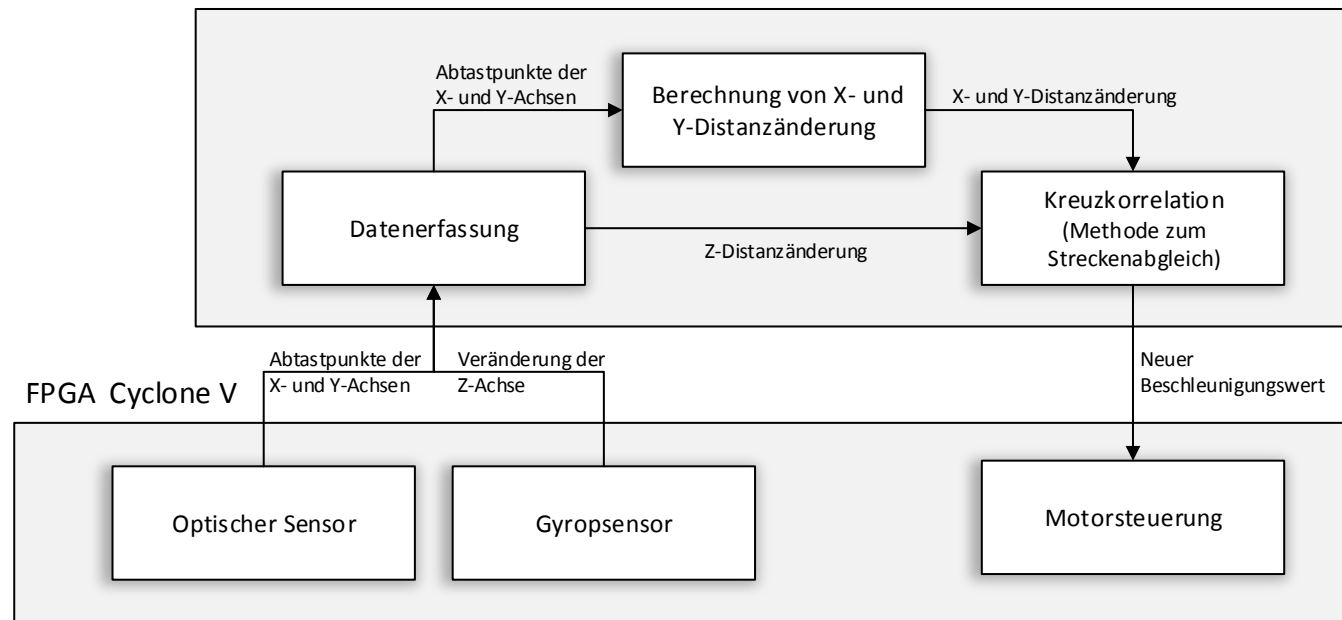 Abtastpunkte der
X- und Y-Achsen
Berechnung von X- und
Y-Distanzänderung
X- und Y-Distanzänderung
Datenerfassung
Z-Distanzänderung
Kreuzkorrelation
(Methode zum
Streckenabgleich)
Abtastpunkte der
X- und Y-Achsen
Veränderung der
Z-Achse
Neuer
Beschleunigungswert
FPGA Cyclone V
Optischer Sensor
Gyropsensor
Motorsteuerung